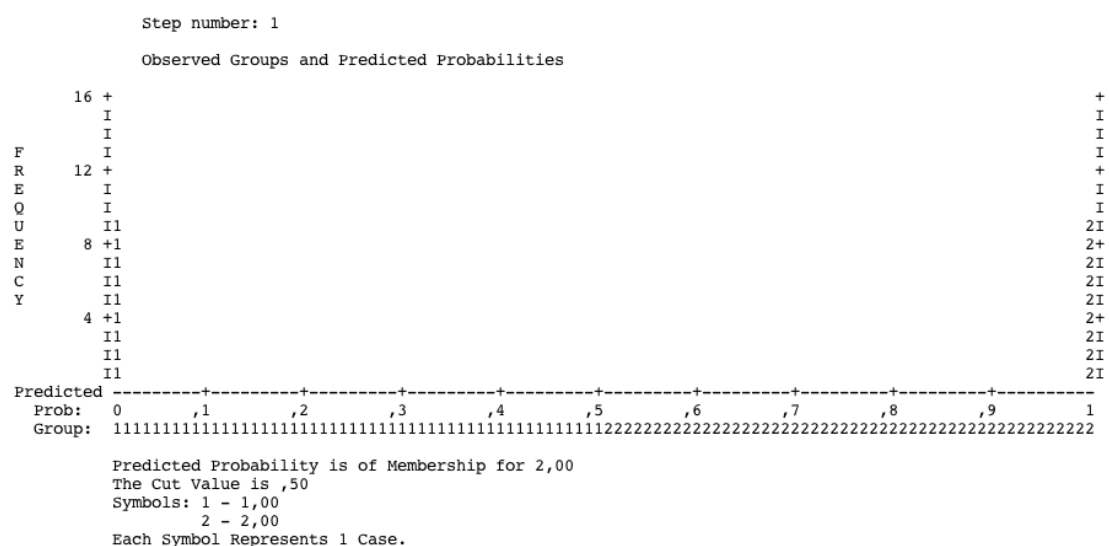 Step number: 1
Observed Groups and Predicted Probabilities
16 + +
I I
I I
F I I
R 12 + +
E I I
Q I I
U I1 2I
E 8 +1 2+
N I1 2I
C I1 2I
Y I1 2I
4 +1 2+
I1 2I
I1 2I
I1 2I
Predicted ---------+---------+---------+---------+---------+---------+---------+---------+---------+----------
Prob: 0 ,1 ,2 ,3 ,4 ,5 ,6 ,7 ,8 ,9 1
Group: 1111111111111111111111111111111111111111111111111122222222222222222222222222222222222222222222222222
Predicted Probability is of Membership for 2,00
The Cut Value is ,50
Symbols: 1 - 1,00
2 - 2,00
Each Symbol Represents 1 Case.